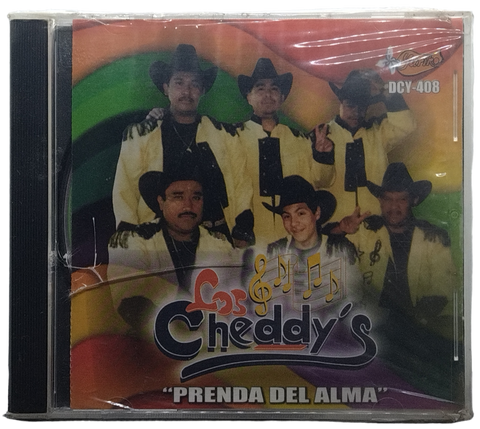 DCY-408
Los
Cheddy's
"PRENDA DEL ALMA"